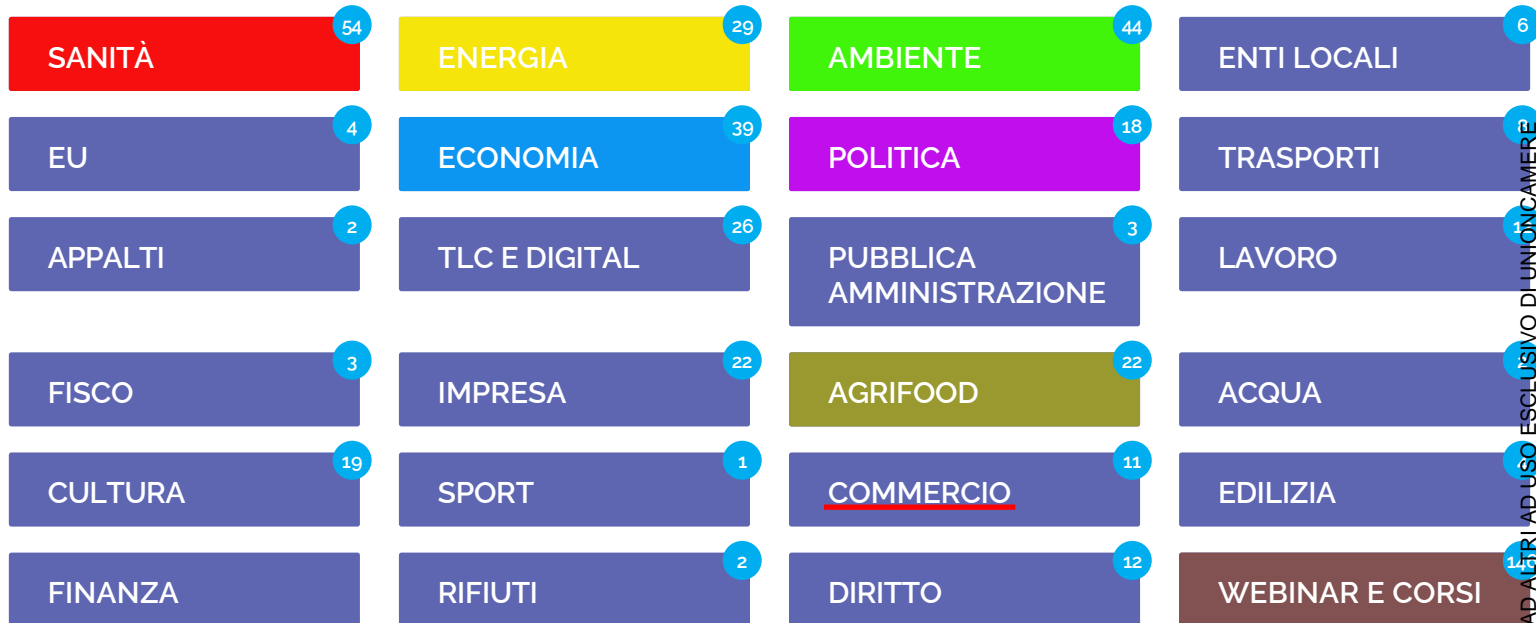 SANITÀ 54
ENERGIA 29
AMBIENTE 44
ENTI LOCALI 6
EU 4
ECONOMIA 39
POLITICA 18
TRASPORTI
APPALTI 2
TLC E DIGITAL 26
PUBBLICA 3
AMMINISTRAZIONE
LAVORO
FISCO 3
IMPRESA 22
AGRIFOOD 22
ACQUA
CULTURA 19
SPORT 1
COMMERCIO 11
EDILIZIA
FINANZA
RIFIUTI 2
DIRITTO 12
WEBINAR E CORSI
AD ALTRI AD USO ESCLUSIVO DI UNIONCAMERE